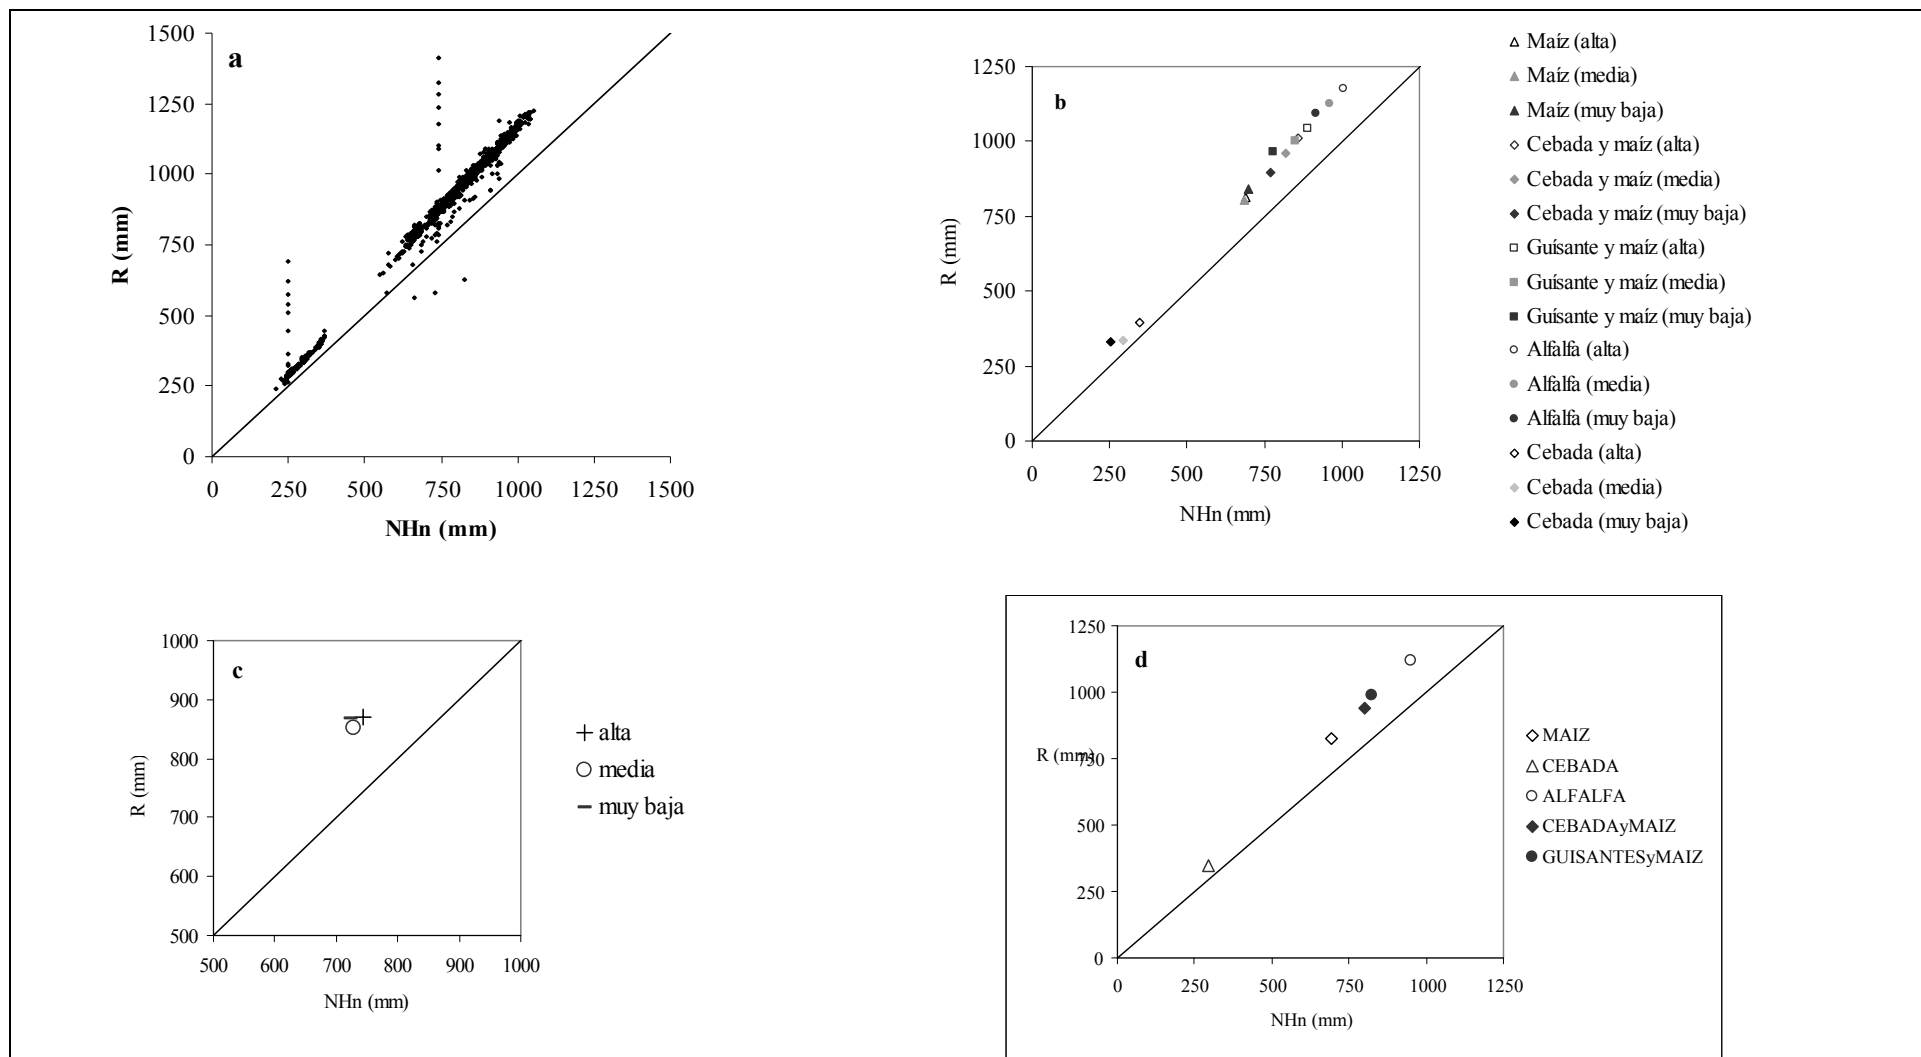 a
R (mm)
1500
1250
1000
750
500
250
0
0 250 500 750 1000 1250 1500
NHn (mm)
b
R (mm)
1250
1000
750
500
250
0
0 250 500 750 1000 1250
NHn (mm)
Maíz (alta)
Maíz (media)
Maíz (muy baja)
Cebada y maíz (alta)
Cebada y maíz (media)
Cebada y maíz (muy baja)
Guísante y maíz (alta)
Guísante y maíz (media)
Guísante y maíz (muy baja)
Alfalfa (alta)
Alfalfa (media)
Alfalfa (muy baja)
Cebada (alta)
Cebada (media)
Cebada (muy baja)
c
R (mm)
1000
900
800
700
600
500
500 600 700 800 900 1000
NHn (mm)
alta
media
muy baja
d
R (mm)
1250
1000
750
500
250
0
0 250 500 750 1000 1250
NHn (mm)
MAIZ
CEBADA
ALFALFA
CEBADAyMAIZ
GUISANTESyMAIZ